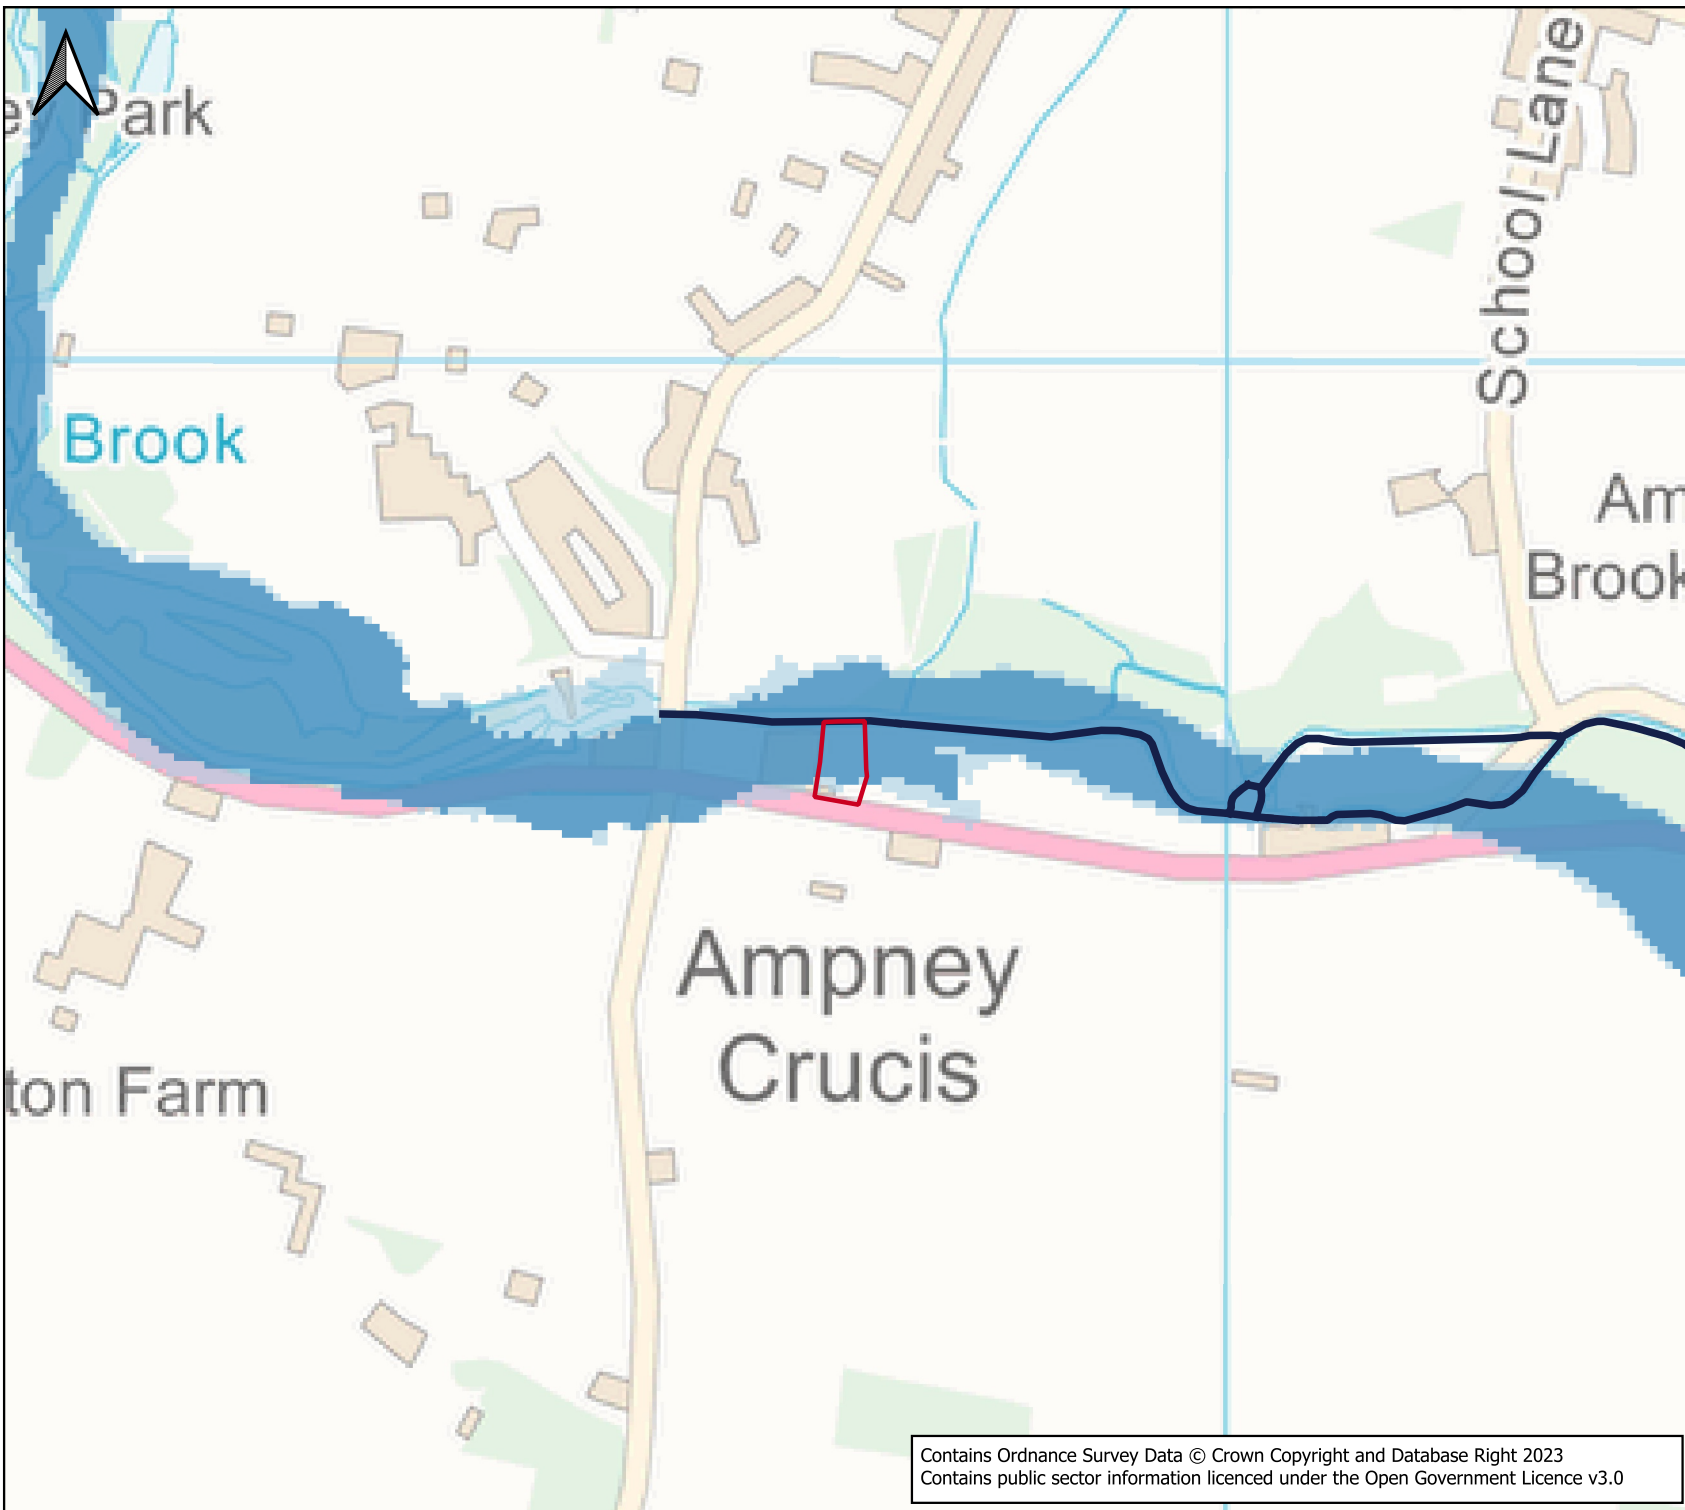 ey Park
School Lane
Brook
Am
Brook
Ampney
Crucis
ton Farm
Contains Ordnance Survey Data © Crown Copyright and Database Right 2023
Contains public sector information licenced under the Open Government Licence v3.0